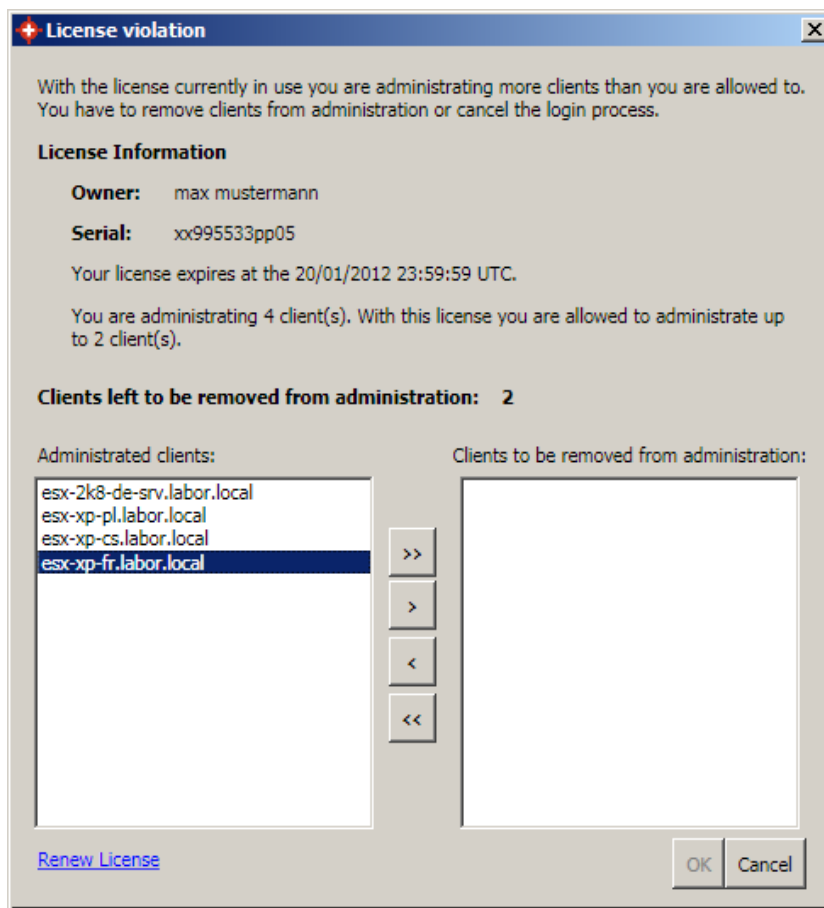 License violation
With the license currently in use you are administrating more clients than you are allowed to.
You have to remove clients from administration or cancel the login process.
License Information
Owner: max mustermann
Serial: xx995533pp05
Your license expires at the 20/01/2012 23:59:59 UTC.
You are administrating 4 client(s). With this license you are allowed to administrate up
to 2 client(s).
Clients left to be removed from administration: 2
Administrated clients:
esx-2k8-de-srv.labor.local
esx-xp-pl.labor.local
esx-xp-cs.labor.local
esx-xp-fr.labor.local
>>
>
<
<<
Clients to be removed from administration:
Renew License
OK
Cancel